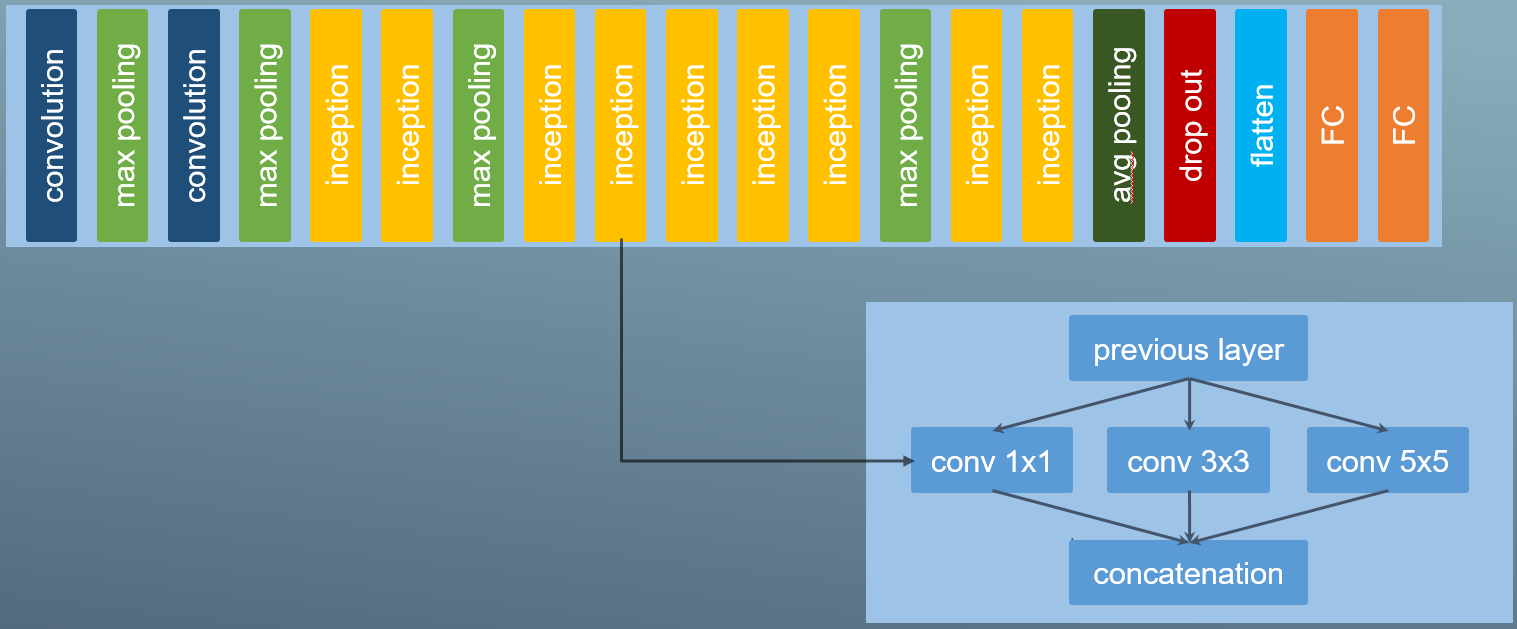 convolution
max pooling
convolution
max pooling
inception
inception
max pooling
inception
inception
inception
inception
inception
max pooling
inception
inception
avg pooling
drop out
flatten
FC
FC
previous layer
conv 1x1
conv 3x3
conv 5x5
concatenation